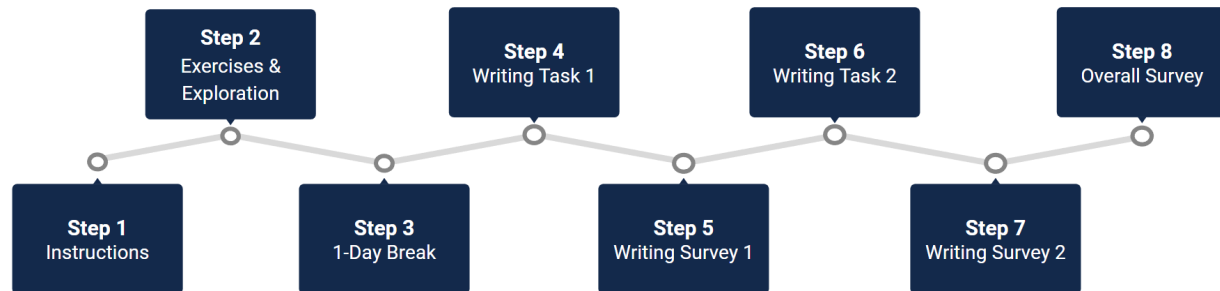 Step 1
Instructions
Step 2
Exercises &
Exploration
Step 3
1-Day Break
Step 4
Writing Task 1
Step 5
Writing Survey 1
Step 6
Writing Task 2
Step 7
Writing Survey 2
Step 8
Overall Survey